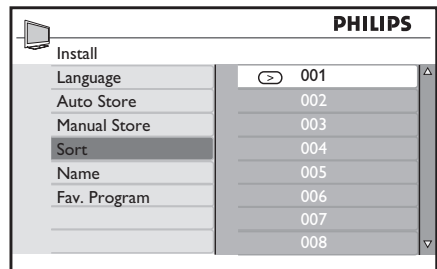 PHILIPS
Install
Language
Auto Store
Manual Store
Sort
Name
Fav. Program
001
002
003
004
005
006
007
008